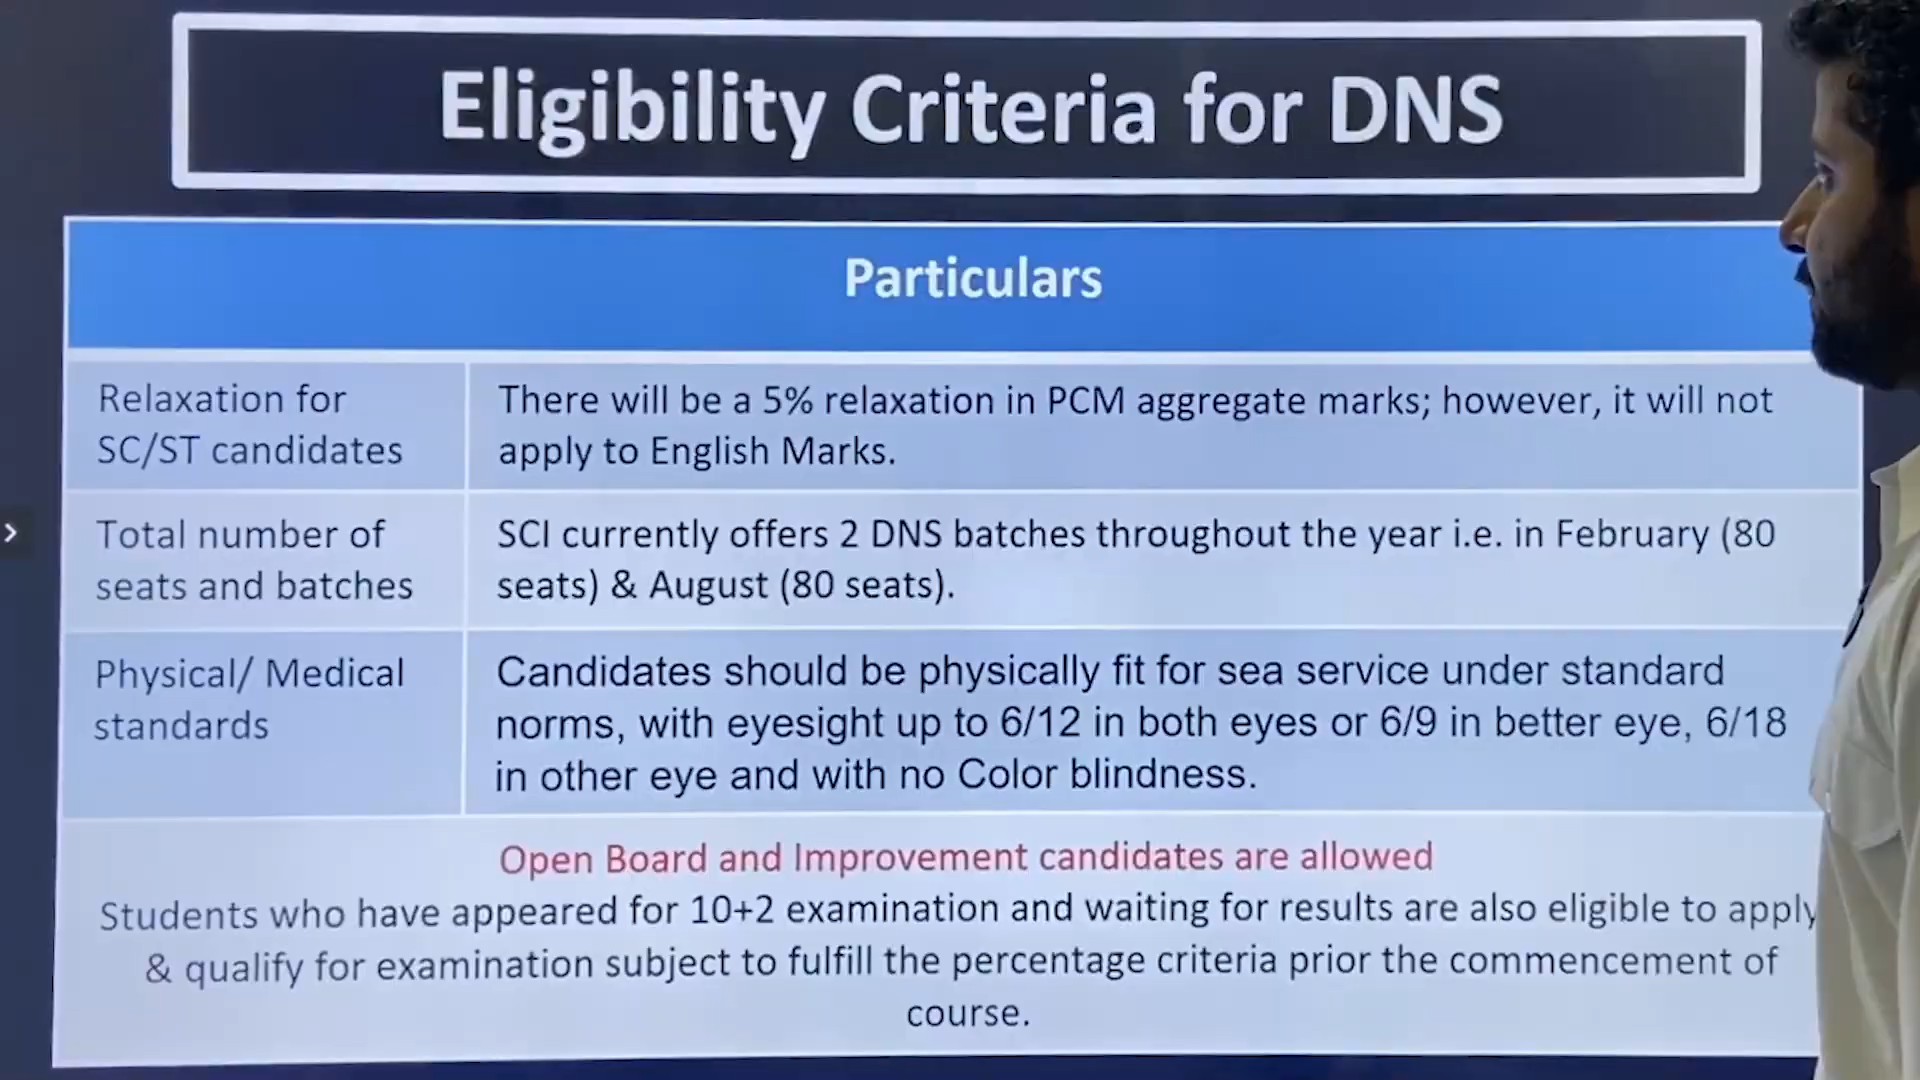 Eligibility Criteria for DNS
Particulars
Relaxation for
SC/ST candidates
There will be a 5% relaxation in PCM aggregate marks; however, it will not
apply to English Marks.
Total number of
seats and batches
SCI currently offers 2 DNS batches throughout the year i.e. in February (80
seats) & August (80 seats).
Physical/ Medical
standards
Candidates should be physically fit for sea service under standard
norms, with eyesight up to 6/12 in both eyes or 6/9 in better eye, 6/18
in other eye and with no Color blindness.
Open Board and Improvement candidates are allowed
Students who have appeared for 10+2 examination and waiting for results are also eligible to apply
& qualify for examination subject to fulfill the percentage criteria prior the commencement of
course.